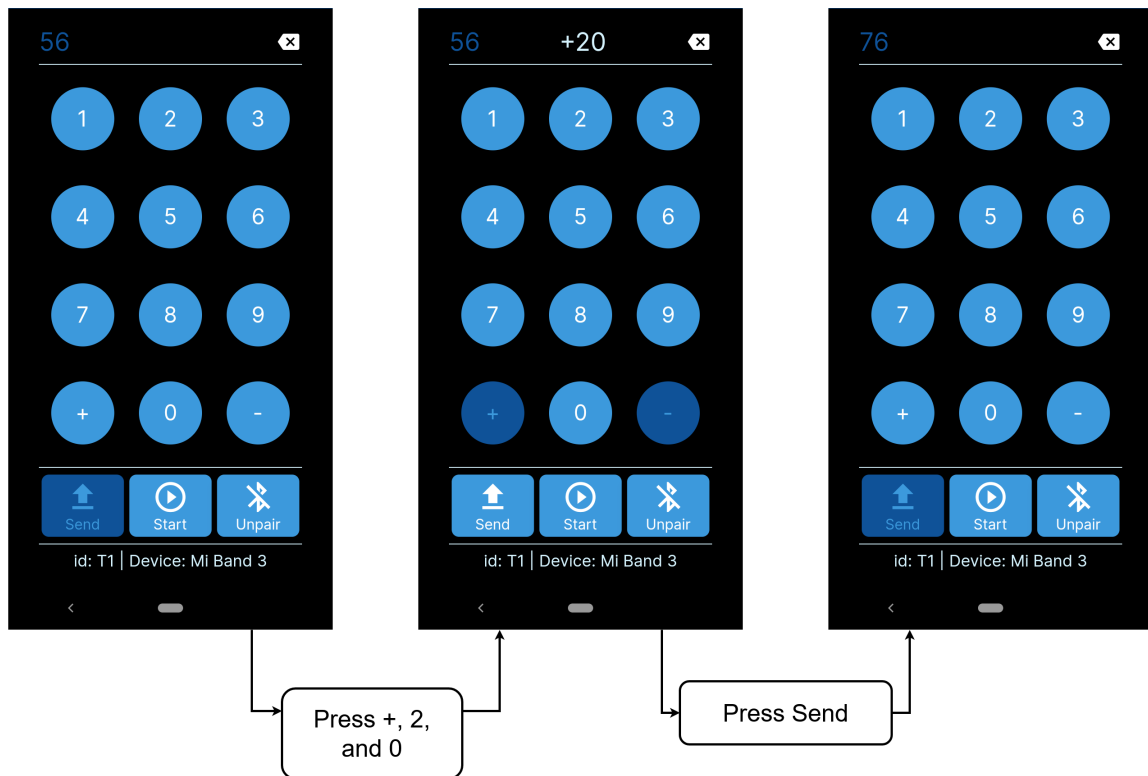 56
1 2 3
4 5 6
7 8 9
+ 0 -
Send Start Unpair
id: T1 | Device: Mi Band 3
56 +20
1 2 3
4 5 6
7 8 9
+ 0 -
Send Start Unpair
id: T1 | Device: Mi Band 3
76
1 2 3
4 5 6
7 8 9
+ 0 -
Send Start Unpair
id: T1 | Device: Mi Band 3
Press +, 2,
and 0
Press Send